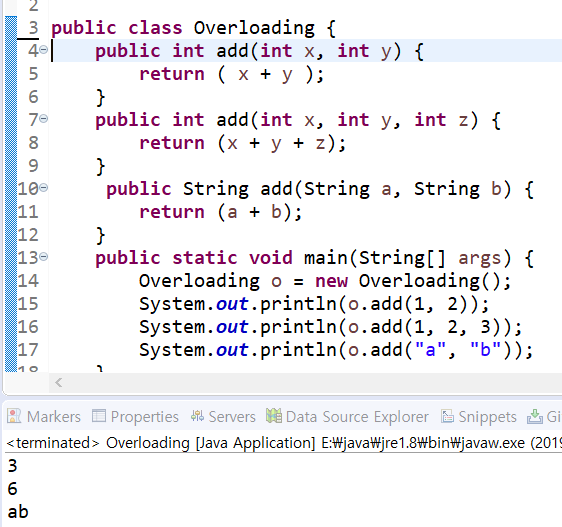 2
3 public class Overloading {
4 public int add(int x, int y) {
5 return ( x + y );
6 }
7 public int add(int x, int y, int z) {
8 return (x + y + z);
9 }
10 public String add(String a, String b) {
11 return (a + b);
12 }
13 public static void main(String[] args) {
14 Overloading o = new Overloading();
15 System.out.println(o.add(1, 2));
16 System.out.println(o.add(1, 2, 3));
17 System.out.println(o.add("a", "b"));
18 }
Markers Properties Servers Data Source Explorer Snippets Gi
<terminated> Overloading [Java Application] E:₩java₩jre1.8₩bin₩javaw.exe (2019
3
6
ab